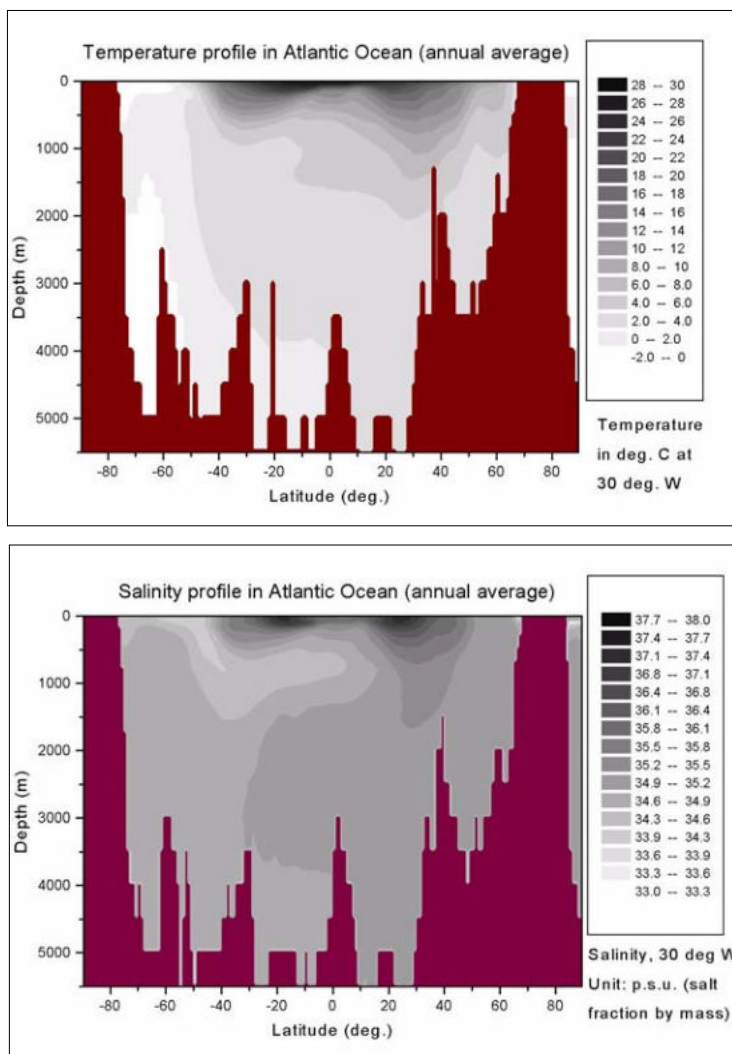 Temperature profile in Atlantic Ocean (annual average)
0
1000
2000
3000
4000
5000
Depth (m)
-80 -60 -40 -20 0 20 40 60 80
Latitude (deg.)
28 -- 30
26 -- 28
24 -- 26
22 -- 24
20 -- 22
18 -- 20
16 -- 18
14 -- 16
12 -- 14
10 -- 12
8.0 -- 10
6.0 -- 8.0
4.0 -- 6.0
2.0 -- 4.0
0 -- 2.0
-2.0 -- 0
Temperature
in deg. C at
30 deg. W
Salinity profile in Atlantic Ocean (annual average)
0
1000
2000
3000
4000
5000
Depth (m)
-80 -60 -40 -20 0 20 40 60 80
Latitude (deg.)
37.7 -- 38.0
37.4 -- 37.7
37.1 -- 37.4
36.8 -- 37.1
36.4 -- 36.8
36.1 -- 36.4
35.8 -- 36.1
35.5 -- 35.8
35.2 -- 35.5
34.9 -- 35.2
34.6 -- 34.9
34.3 -- 34.6
33.9 -- 34.3
33.6 -- 33.9
33.3 -- 33.6
33.0 -- 33.3
Salinity, 30 deg W
Unit: p.s.u. (salt
fraction by mass)